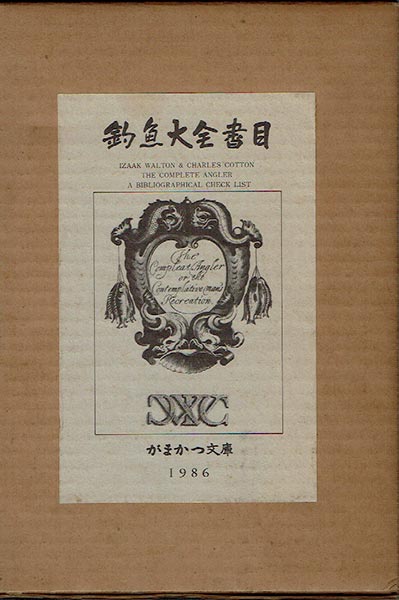 釣魚大全書目
IZAAK WALTON & CHARLES COTTON
THE COMPLETE ANGLER
A BIBLIOGRAPHICAL CHECK LIST
The
Compleat Angler
or the
Contemplative man's
Recreation
がまかつ文庫
1986